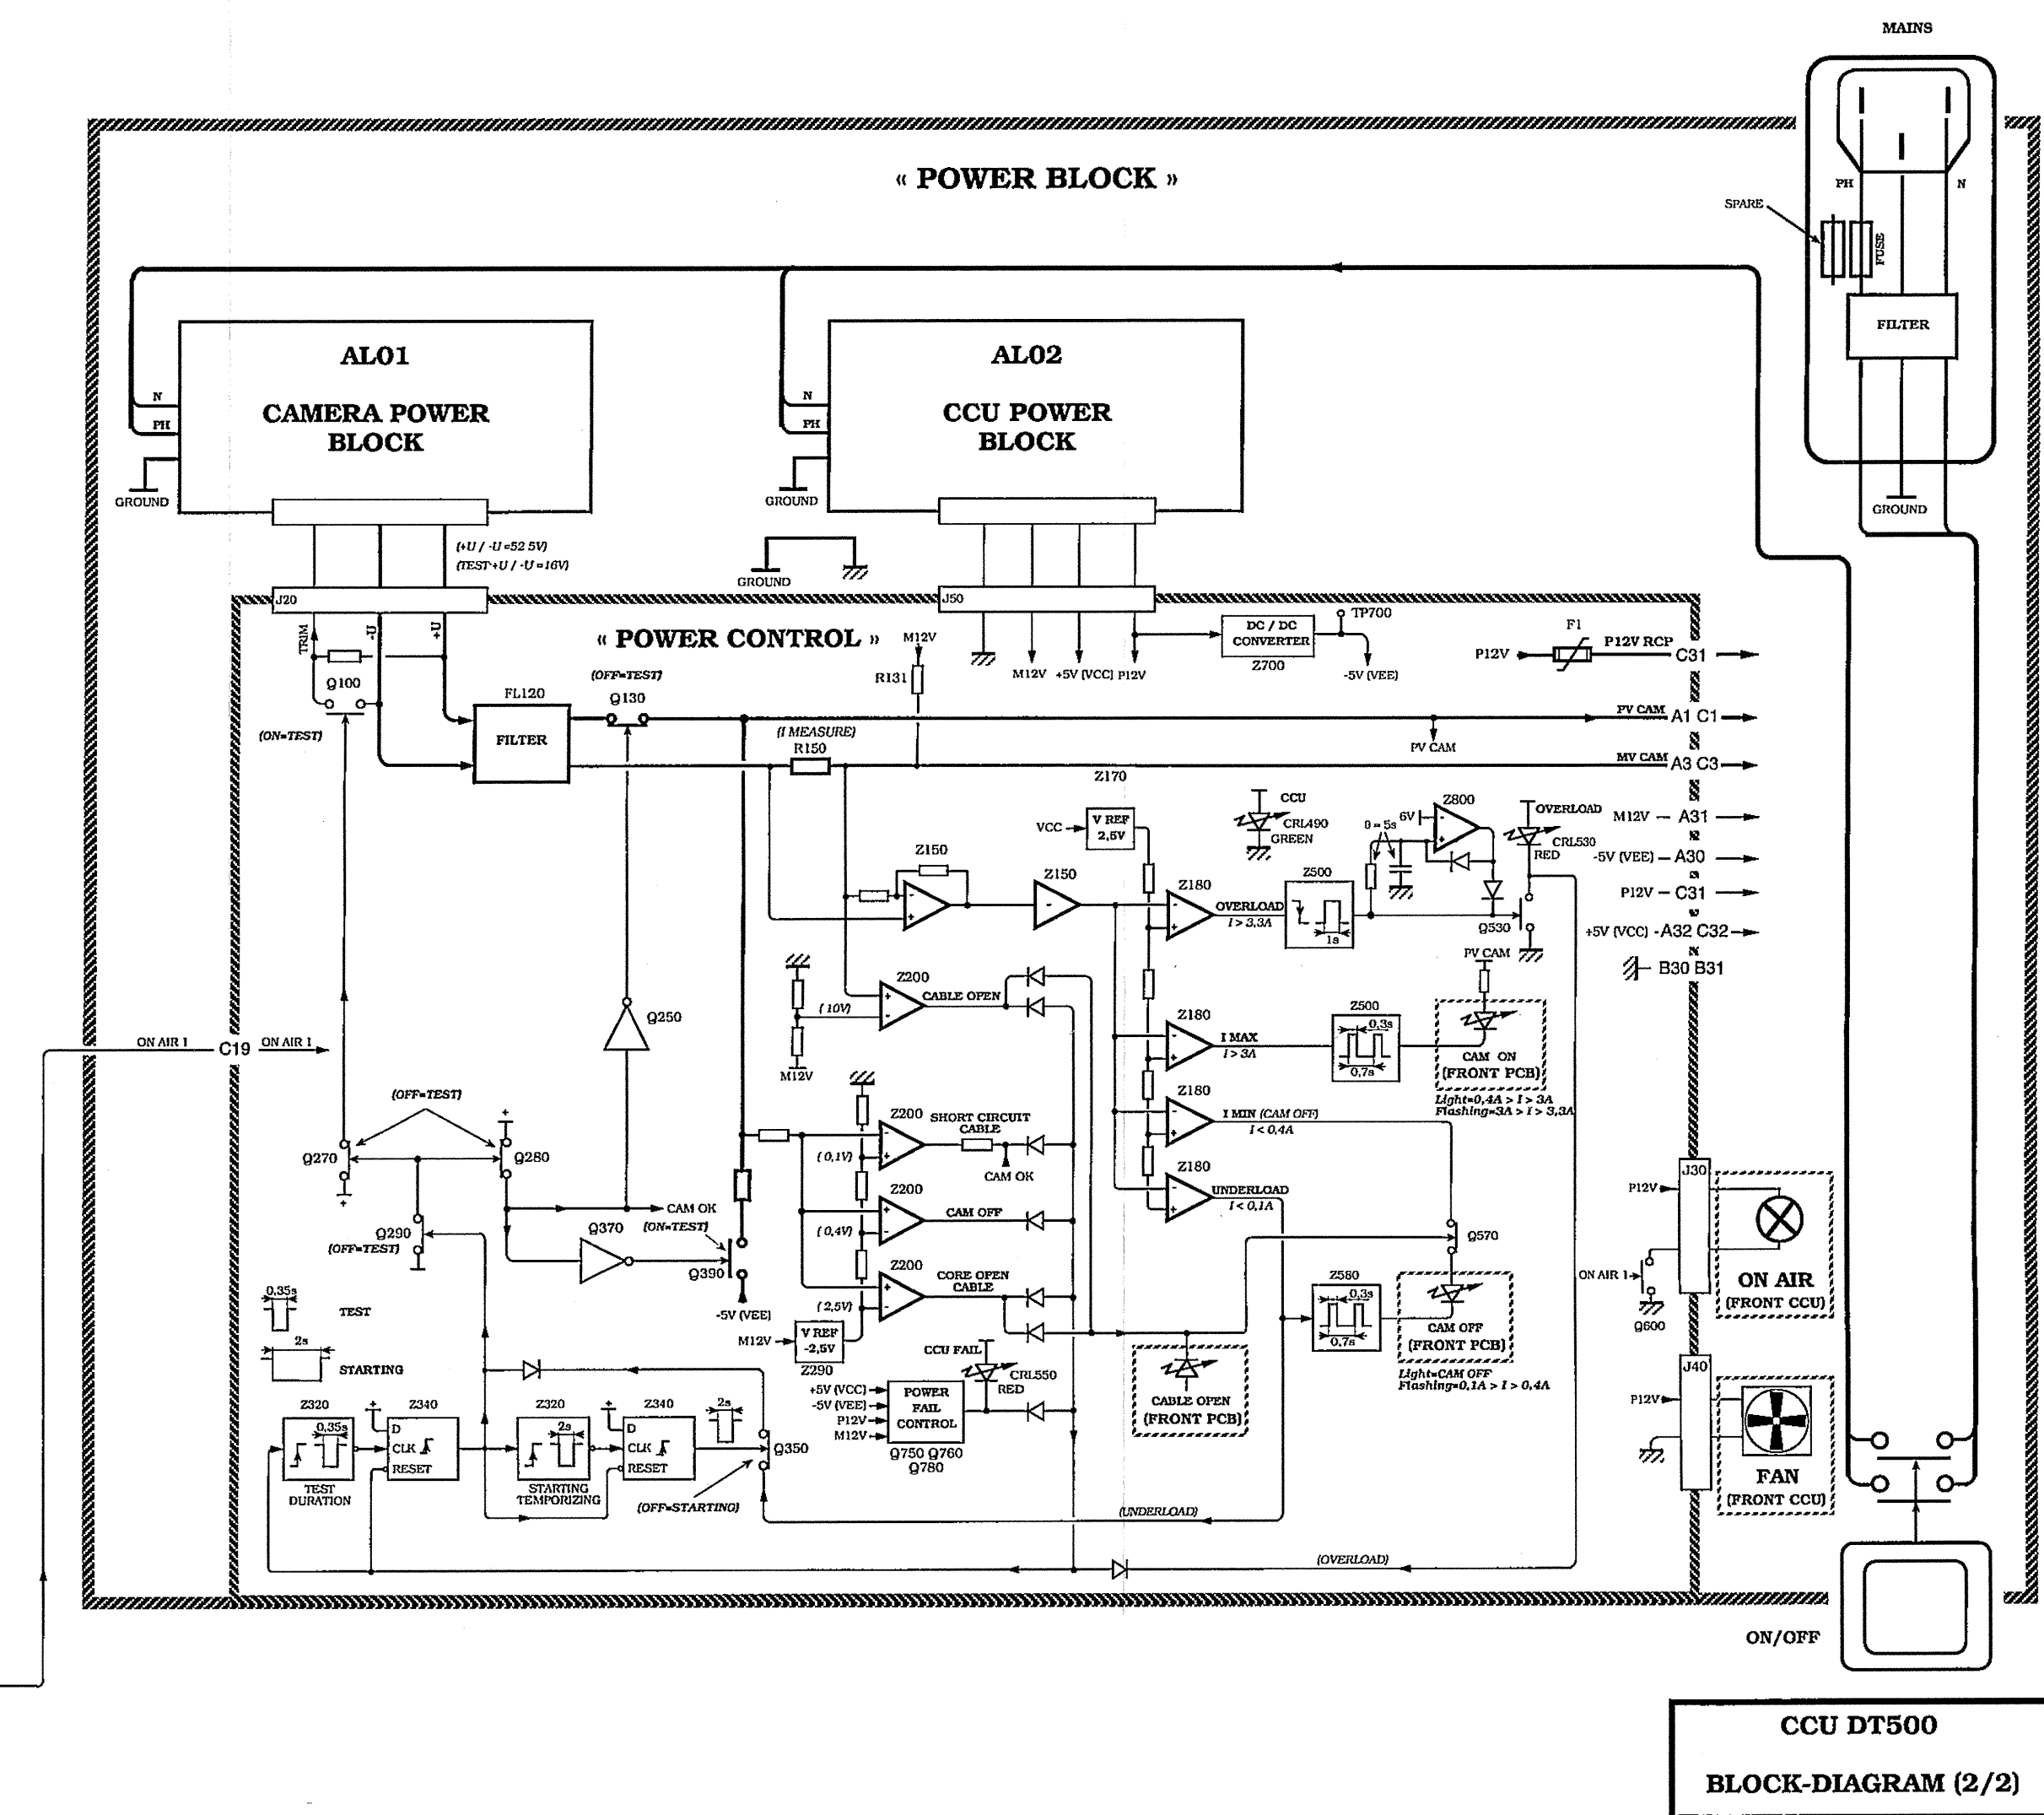 MAINS
« POWER BLOCK »
PH
N
SPARE
FUSE
FILTER
GROUND
AL01
CAMERA POWER
BLOCK
N
PH
GROUND
AL02
CCU POWER
BLOCK
N
PH
GROUND
(+U / -U =52 5V)
(TEST +U / -U =16V)
GROUND
J20
J50
TRIM
-U
+U
« POWER CONTROL »
(OFF=TEST)
Q130
Q100
(ON=TEST)
FL120
FILTER
M12V
R131
M12V
+5V (VCC)
P12V
DC / DC
CONVERTER
Z700
TP700
-5V (VEE)
F1
P12V
P12V RCP
C31
PV CAM
A1 C1
PV CAM
(I MEASURE)
R150
MV CAM
A3 C3
Z170
VCC
V REF
2,5V
CCU
CRL490
GREEN
Z800
6V
θ = 5s
OVERLOAD
CRL530
RED
M12V
A31
-5V (VEE)
A30
P12V
C31
+5V (VCC)
A32 C32
B30 B31
Z150
Z150
Z180
OVERLOAD
I > 3,3A
Z500
1s
Q530
PV CAM
Z200
CABLE OPEN
(10V)
M12V
Z180
I MAX
I > 3A
Z500
0,3s
0,7s
CAM ON
(FRONT PCB)
Light=0,4A > I > 3A
Flashing=3A > I > 3,3A
ON AIR 1
C19
ON AIR 1
Q250
(OFF=TEST)
Q270
Q280
Z200
SHORT CIRCUIT
CABLE
(0,1V)
CAM OK
Z180
I MIN (CAM OFF)
I < 0,4A
Z180
UNDERLOAD
I < 0,1A
Z200
CAM OFF
(0,4V)
CAM OK
(ON=TEST)
Q290
(OFF=TEST)
Q370
Q390
-5V (VEE)
Z200
CORE OPEN
CABLE
(2,5V)
M12V
V REF
-2,5V
Z290
Q570
Z580
0,3s
0,7s
CAM OFF
(FRONT PCB)
Light=CAM OFF
Flashing=0,1A > I > 0,4A
J30
P12V
ON AIR 1
Q600
ON AIR
(FRONT CCU)
J40
P12V
FAN
(FRONT CCU)
0,35s
TEST
2s
STARTING
CCU FAIL
CRL550
RED
+5V (VCC)
-5V (VEE)
P12V
M12V
POWER
FAIL
CONTROL
Q750 Q760
Q780
CABLE OPEN
(FRONT PCB)
Z320
0,35s
TEST
DURATION
Z340
D
CLK
RESET
Z320
2s
STARTING
TEMPORIZING
Z340
D
CLK
RESET
2s
Q350
(OFF=STARTING)
(UNDERLOAD)
(OVERLOAD)
ON/OFF
CCU DT500
BLOCK-DIAGRAM (2/2)